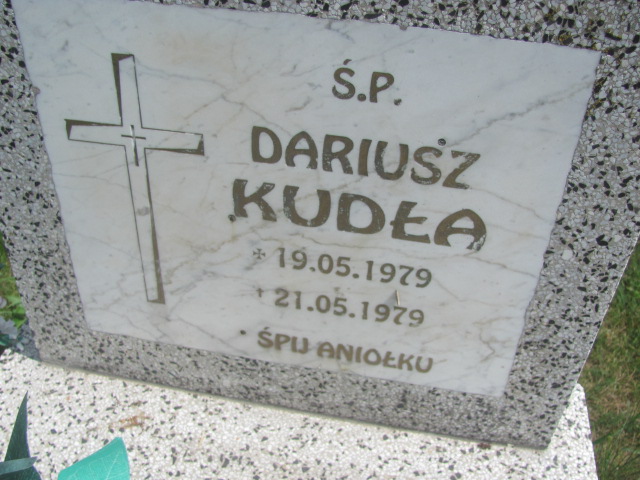 Ś.P.
DARIUSZ
KUDŁA
* 19.05.1979
† 21.05.1979
ŚPIJ ANIOŁKU